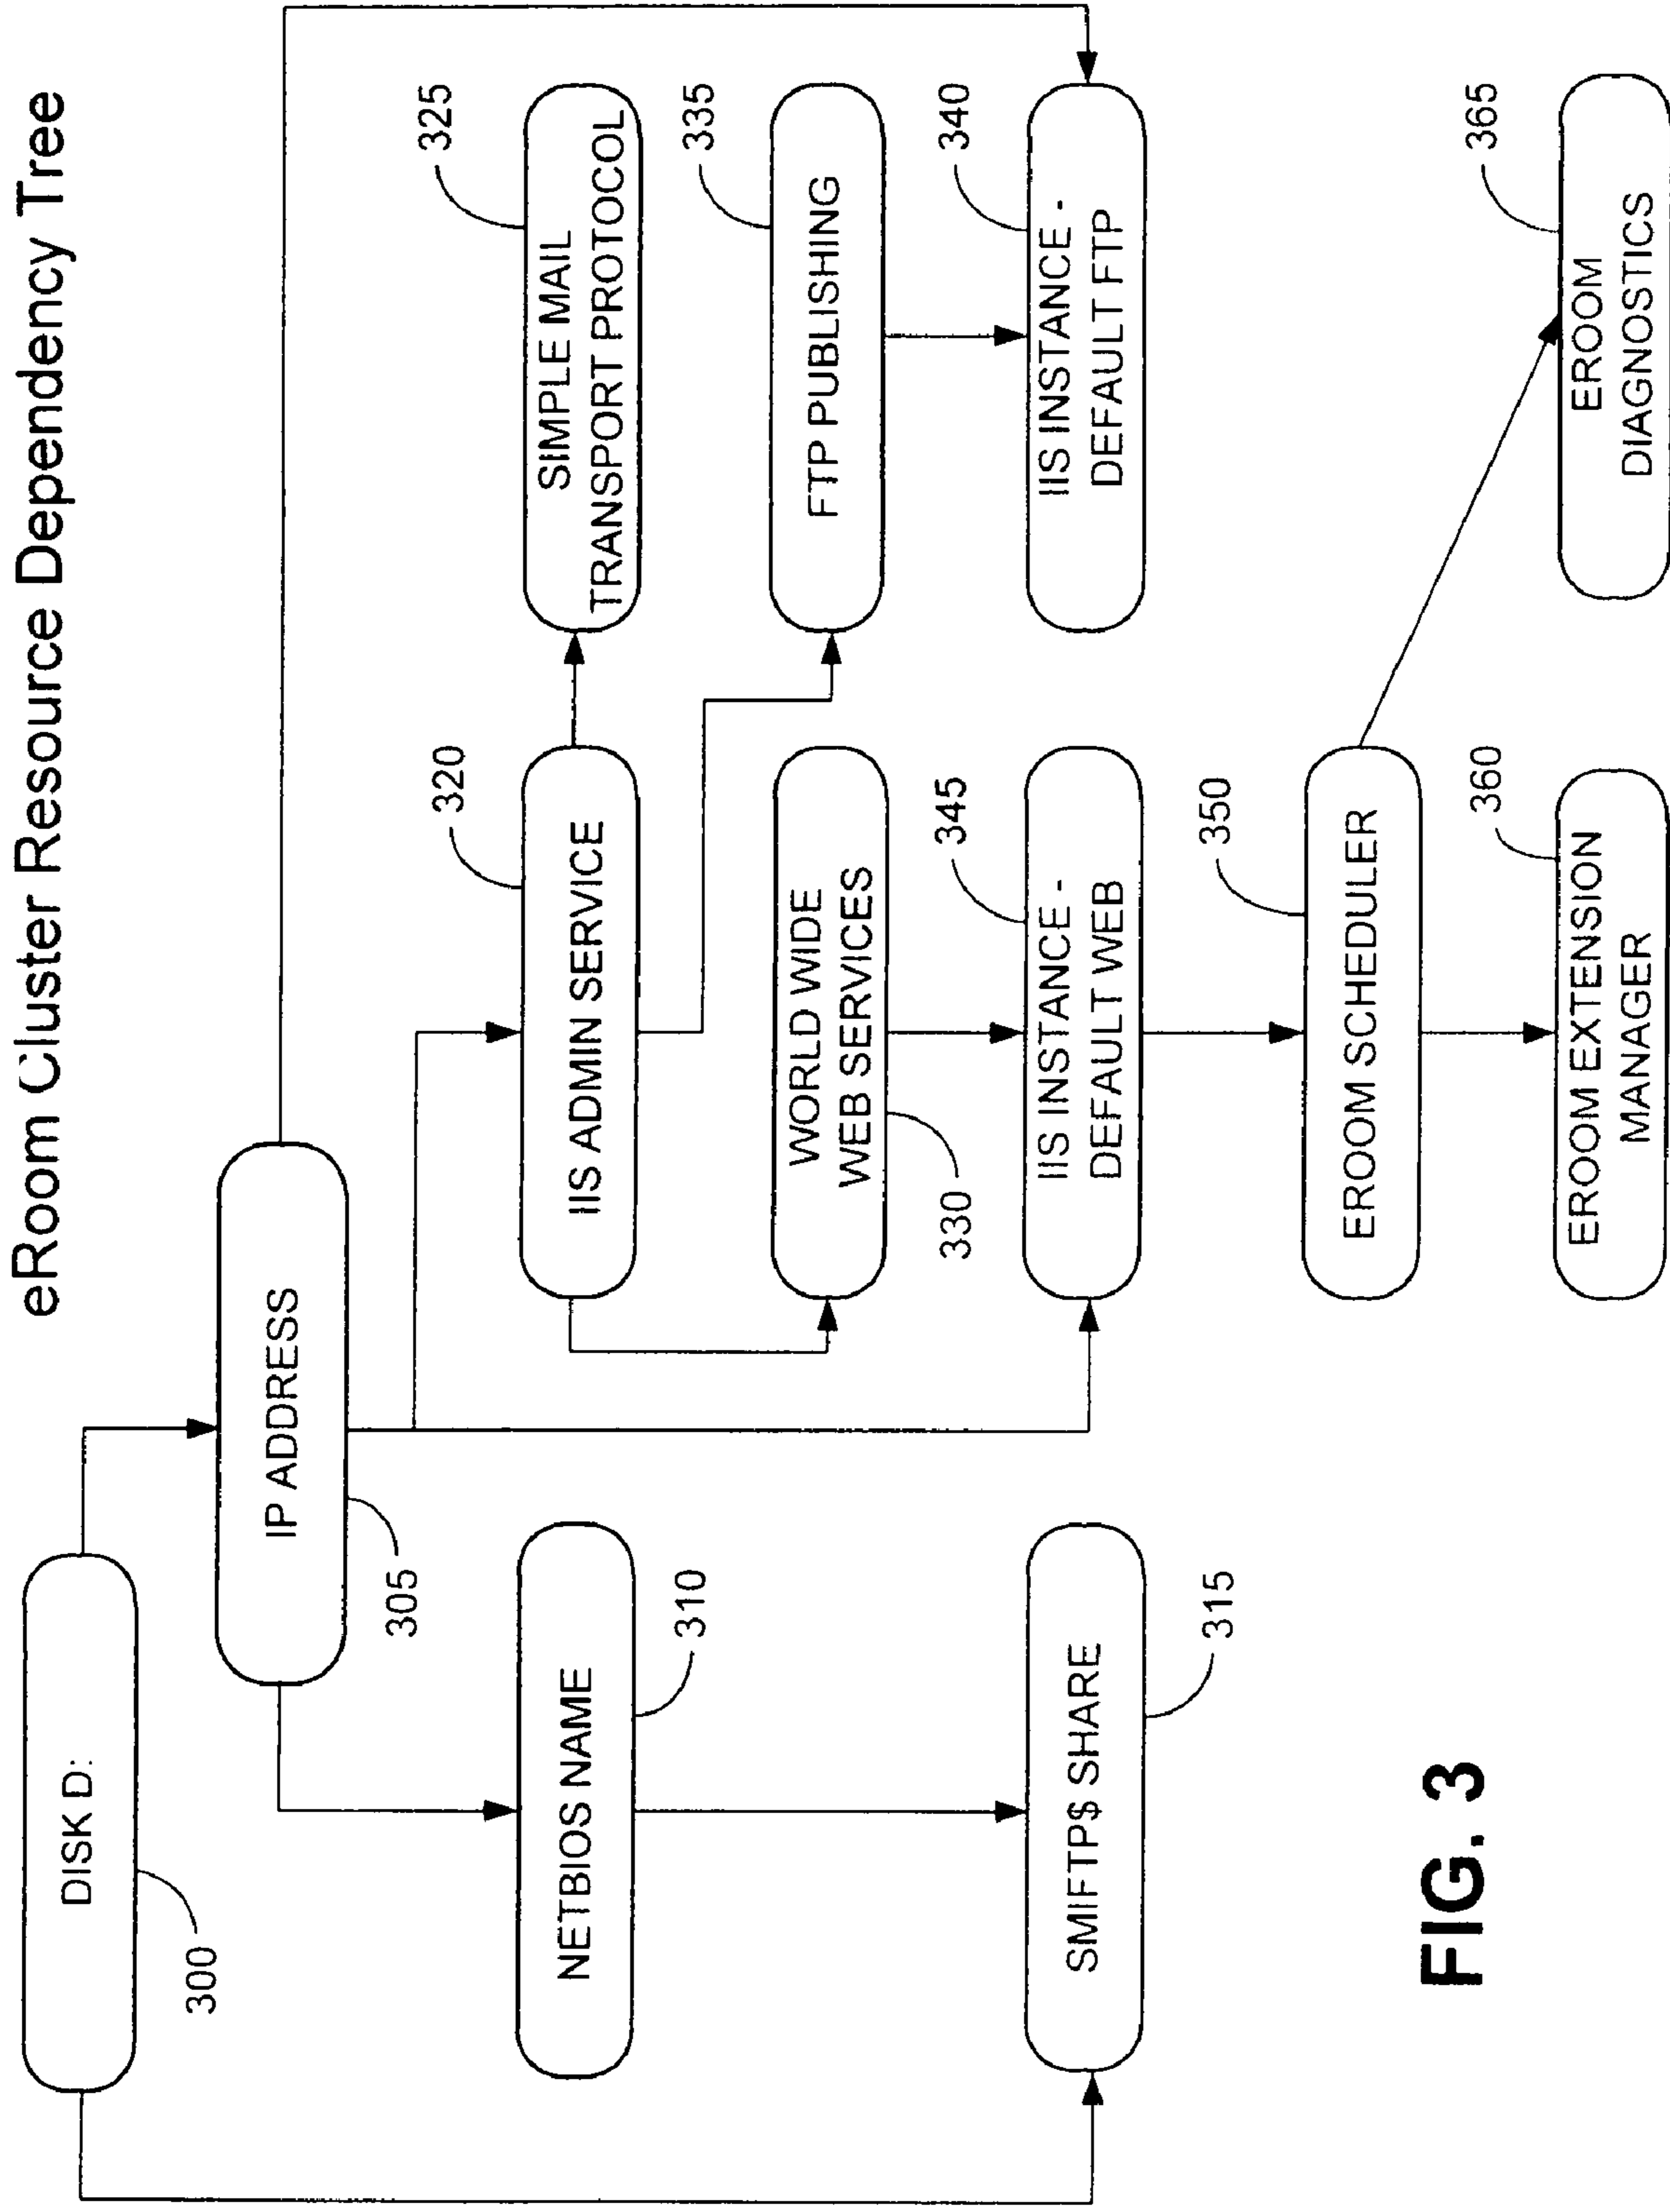 eRoom Cluster Resource Dependency Tree
DISK D:
300
IP ADDRESS
305
NETBIOS NAME
310
SMIFTP$ SHARE
315
IIS ADMIN SERVICE
320
SIMPLE MAIL
TRANSPORT PROTOCOL
325
WORLD WIDE
WEB SERVICES
330
FTP PUBLISHING
335
IIS INSTANCE -
DEFAULT WEB
345
IIS INSTANCE -
DEFAULT FTP
340
EROOM SCHEDULER
350
EROOM EXTENSION
MANAGER
360
EROOM
DIAGNOSTICS
365
FIG. 3